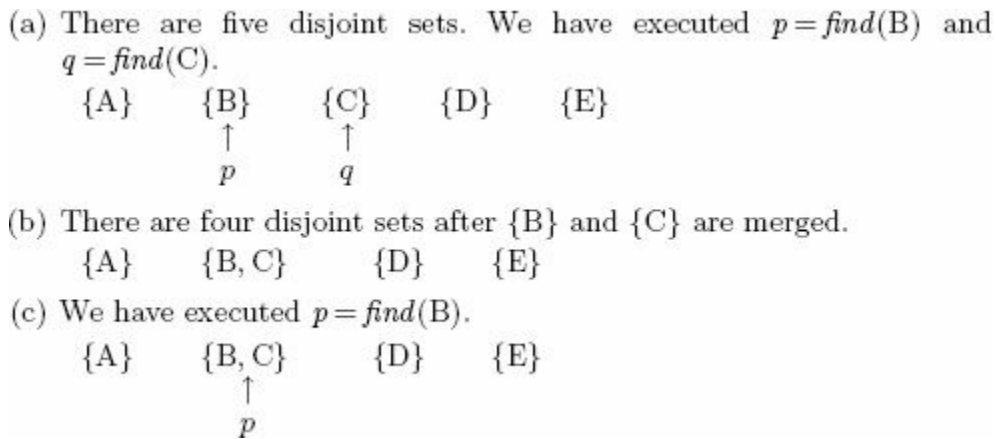 (a) There are five disjoint sets. We have executed p = find(B) and
q = find(C).
{A} {B} {C} {D} {E}
↑ ↑
p q
(b) There are four disjoint sets after {B} and {C} are merged.
{A} {B, C} {D} {E}
(c) We have executed p = find(B).
{A} {B, C} {D} {E}
↑
p